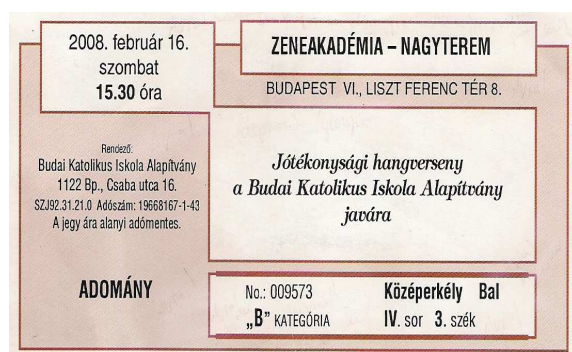 2008. február 16.
szombat
15.30 óra
ZENEAKADÉMIA – NAGYTEREM
BUDAPEST VI., LISZT FERENC TÉR 8.
Rendező:
Budai Katolikus Iskola Alapítvány
1122 Bp., Csaba utca 16.
SZJ92.31.21.0 Adószám: 19668167-1-43
A jegy ára alanyi adómentes.
Jótékonysági hangverseny
a Budai Katolikus Iskola Alapítvány
javára
ADOMÁNY
No.: 009573
„B” KATEGÓRIA
Középerkély Bal
IV. sor 3. szék